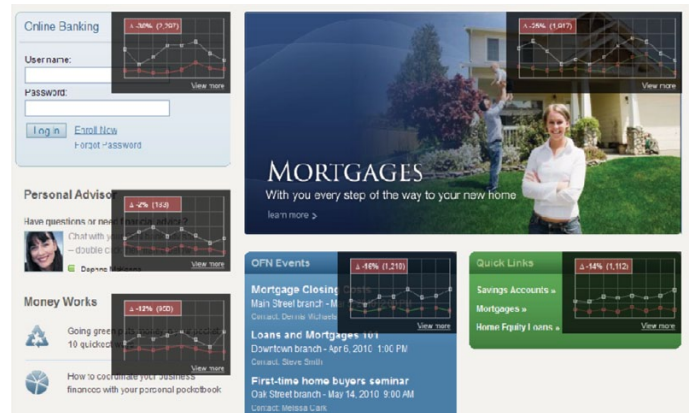 Online Banking
Username:
Password:
Log in
Enroll Now
Forgot Password
View more
Δ -25% (1,917)
View more
MORTGAGES
With you every step of the way to your new home
learn more >
Personal Advisor
Have questions or need financial advice?
Chat with
– double
Δ -2% (183)
View more
Money Works
Going green
10 quickest
How to coordinate your business
finances with your personal pocketbook
Δ -12%
View more
OFN Events
Δ -16% (1,210)
View more
Mortgage Closing Costs
Main Street branch - Ma
Contact: Dennis Michaels
Loans and Mortgages 101
Downtown branch - Apr 6, 2010 1:00 PM
Contact: Steve Smith
First-time home buyers seminar
Oak Street branch - May 14, 2010 9:00 AM
Contact: Melissa Clark
Quick Links
Δ -14% (1,112)
View more
Savings Accounts »
Mortgages »
Home Equity Loans »